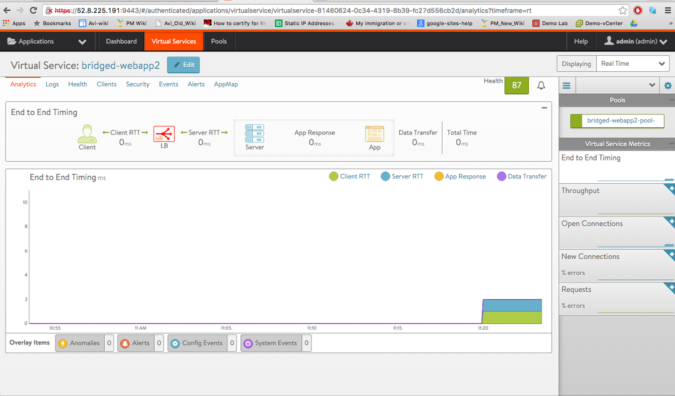 https://52.8.225.191:9443/#/authenticated/applications/virtualservice/virtualservice-81460624-0c34-4319-8b39-fc27d556cb2d/analytics?timeframe=rt
Apps Bookmarks Avi-wiki PM Wiki Avi_Old_Wiki How to certify for R Static IP Addresses My immigration or st google-sites-help PM_New_Wiki Demo Lab Demo-vCenter Other Bookmarks
Applications Dashboard Virtual Services Pools Help admin (admin)
Virtual Service: bridged-webapp2 Edit Displaying Real Time
Analytics Logs Health Clients Security Events Alerts AppMap Health 87
Pools
bridged-webapp2-pool-
Virtual Service Metrics
End to End Timing
Throughput
Open Connections
New Connections
% errors
Requests
% errors
End to End Timing
Client RTT Server RTT App Response Data Transfer Total Time
0ms 0ms 0ms 0ms 0ms
Client LB Server App
End to End Timing ms Client RTT Server RTT App Response Data Transfer
10
8
6
4
2
0
10:55 11 AM 11:05 11:10 11:15 11:20
Overlay Items Anomalies 0 Alerts 0 Config Events 0 System Events 0